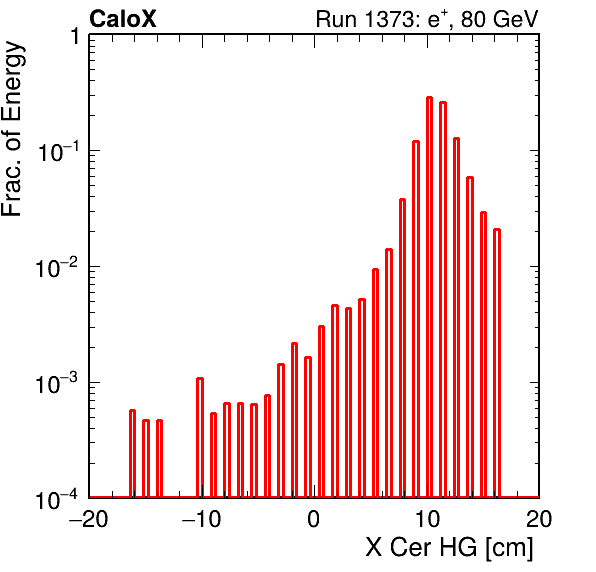 CaloX Run 1373: e⁺, 80 GeV
Frac. of Energy
1
10⁻¹
10⁻²
10⁻³
10⁻⁴
−20 −10 0 10 20
X Cer HG [cm]